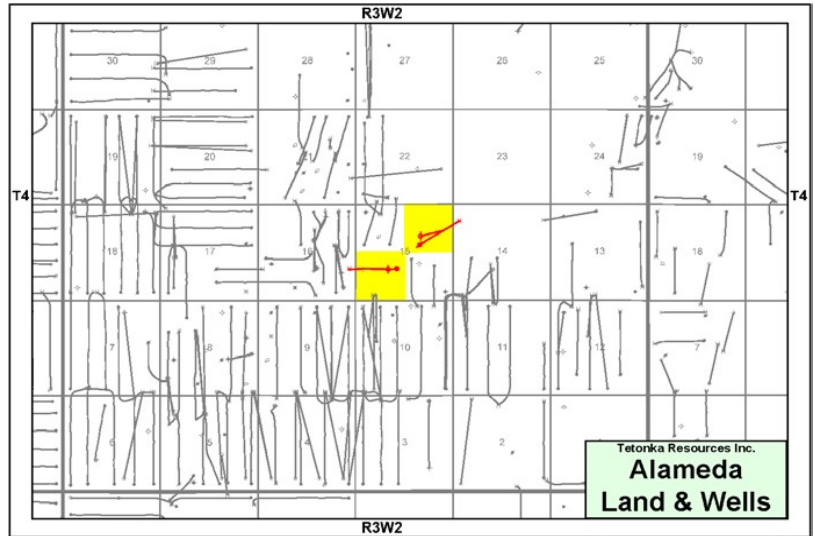 R3W2
30 29 28 27 26 25 30
19 20 21 22 23 24 19
T4 T4
18 17 16 15 14 13 18
7 8 9 10 11 12 7
6 5 4 3 2
Tetonka Resources Inc.
Alameda
Land & Wells
R3W2